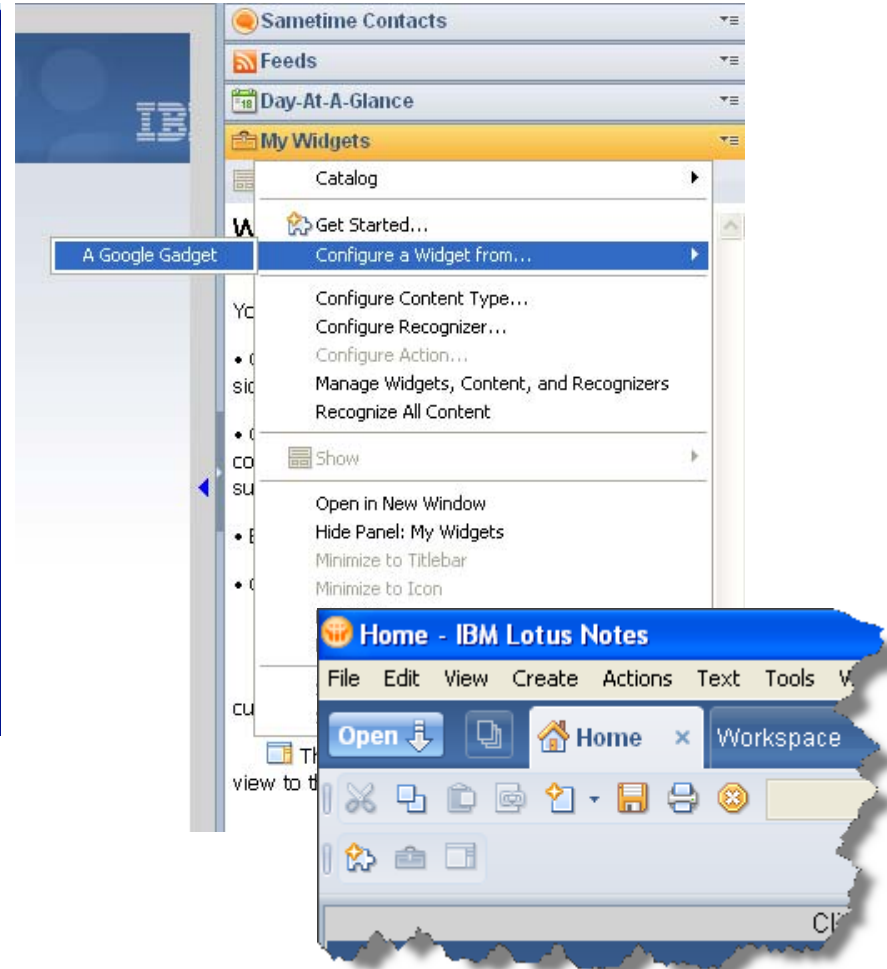 Sametime Contacts
Feeds
Day-At-A-Glance
My Widgets
Catalog
Get Started...
A Google Gadget
Configure a Widget from...
Configure Content Type...
Configure Recognizer...
Configure Action...
Manage Widgets, Content, and Recognizers
Recognize All Content
Show
Open in New Window
Hide Panel: My Widgets
Minimize to Titlebar
Minimize to Icon
view to
Home - IBM Lotus Notes
File Edit View Create Actions Text Tools
Open Home Workspace